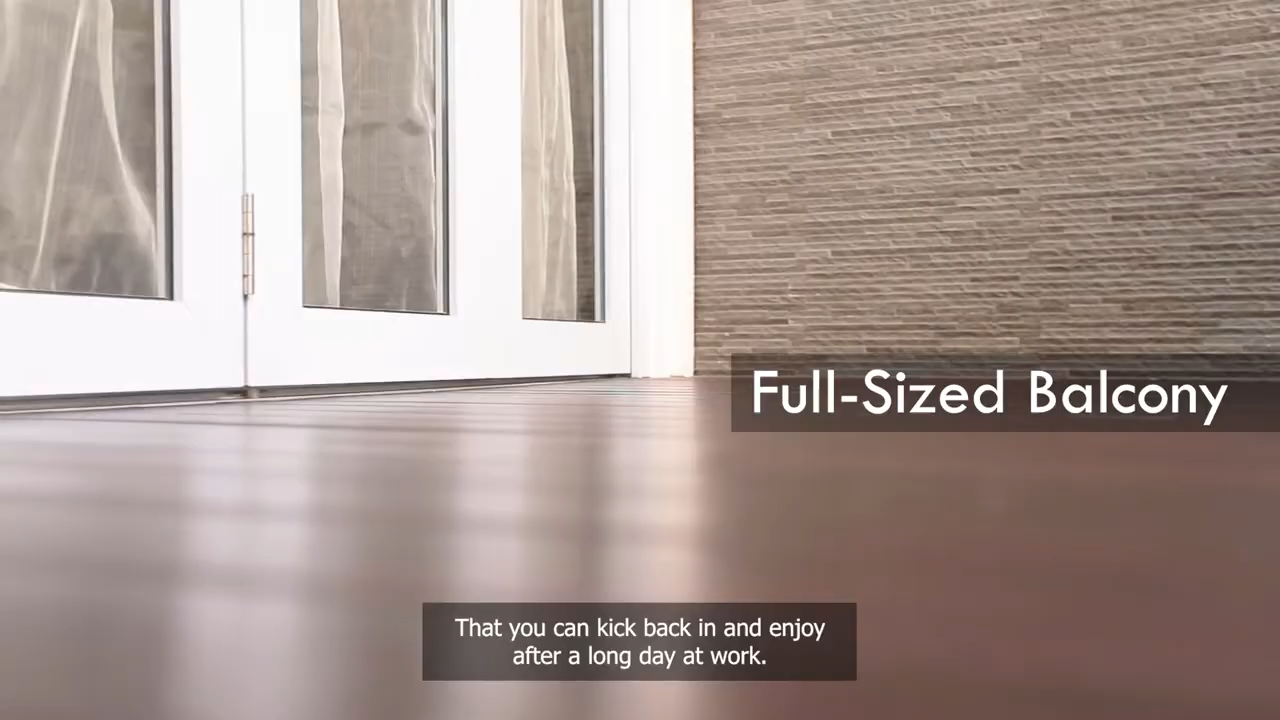 Full-Sized Balcony
That you can kick back in and enjoy
after a long day at work.